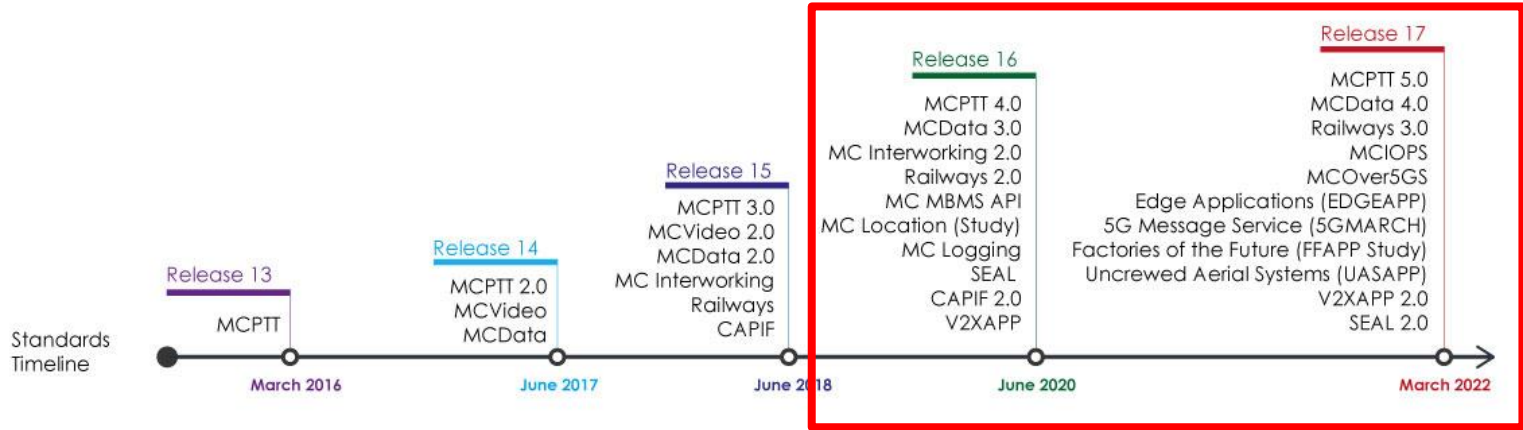 Release 13
MCPTT
Release 14
MCPTT 2.0
MCVideo
MCData
Release 15
MCPTT 3.0
MCVideo 2.0
MCData 2.0
MC Interworking
Railways
CAPIF
Release 16
MCPTT 4.0
MCData 3.0
MC Interworking 2.0
Railways 2.0
MC MBMS API
MC Location (Study)
MC Logging
SEAL
CAPIF 2.0
V2XAPP
Release 17
MCPTT 5.0
MCData 4.0
Railways 3.0
MCIOPS
MCOver5GS
Edge Applications (EDGEAPP)
5G Message Service (5GMARCH)
Factories of the Future (FFAPP Study)
Uncrewed Aerial Systems (UASAPP)
V2XAPP 2.0
SEAL 2.0
Standards
Timeline
March 2016
June 2017
June 2018
June 2020
March 2022